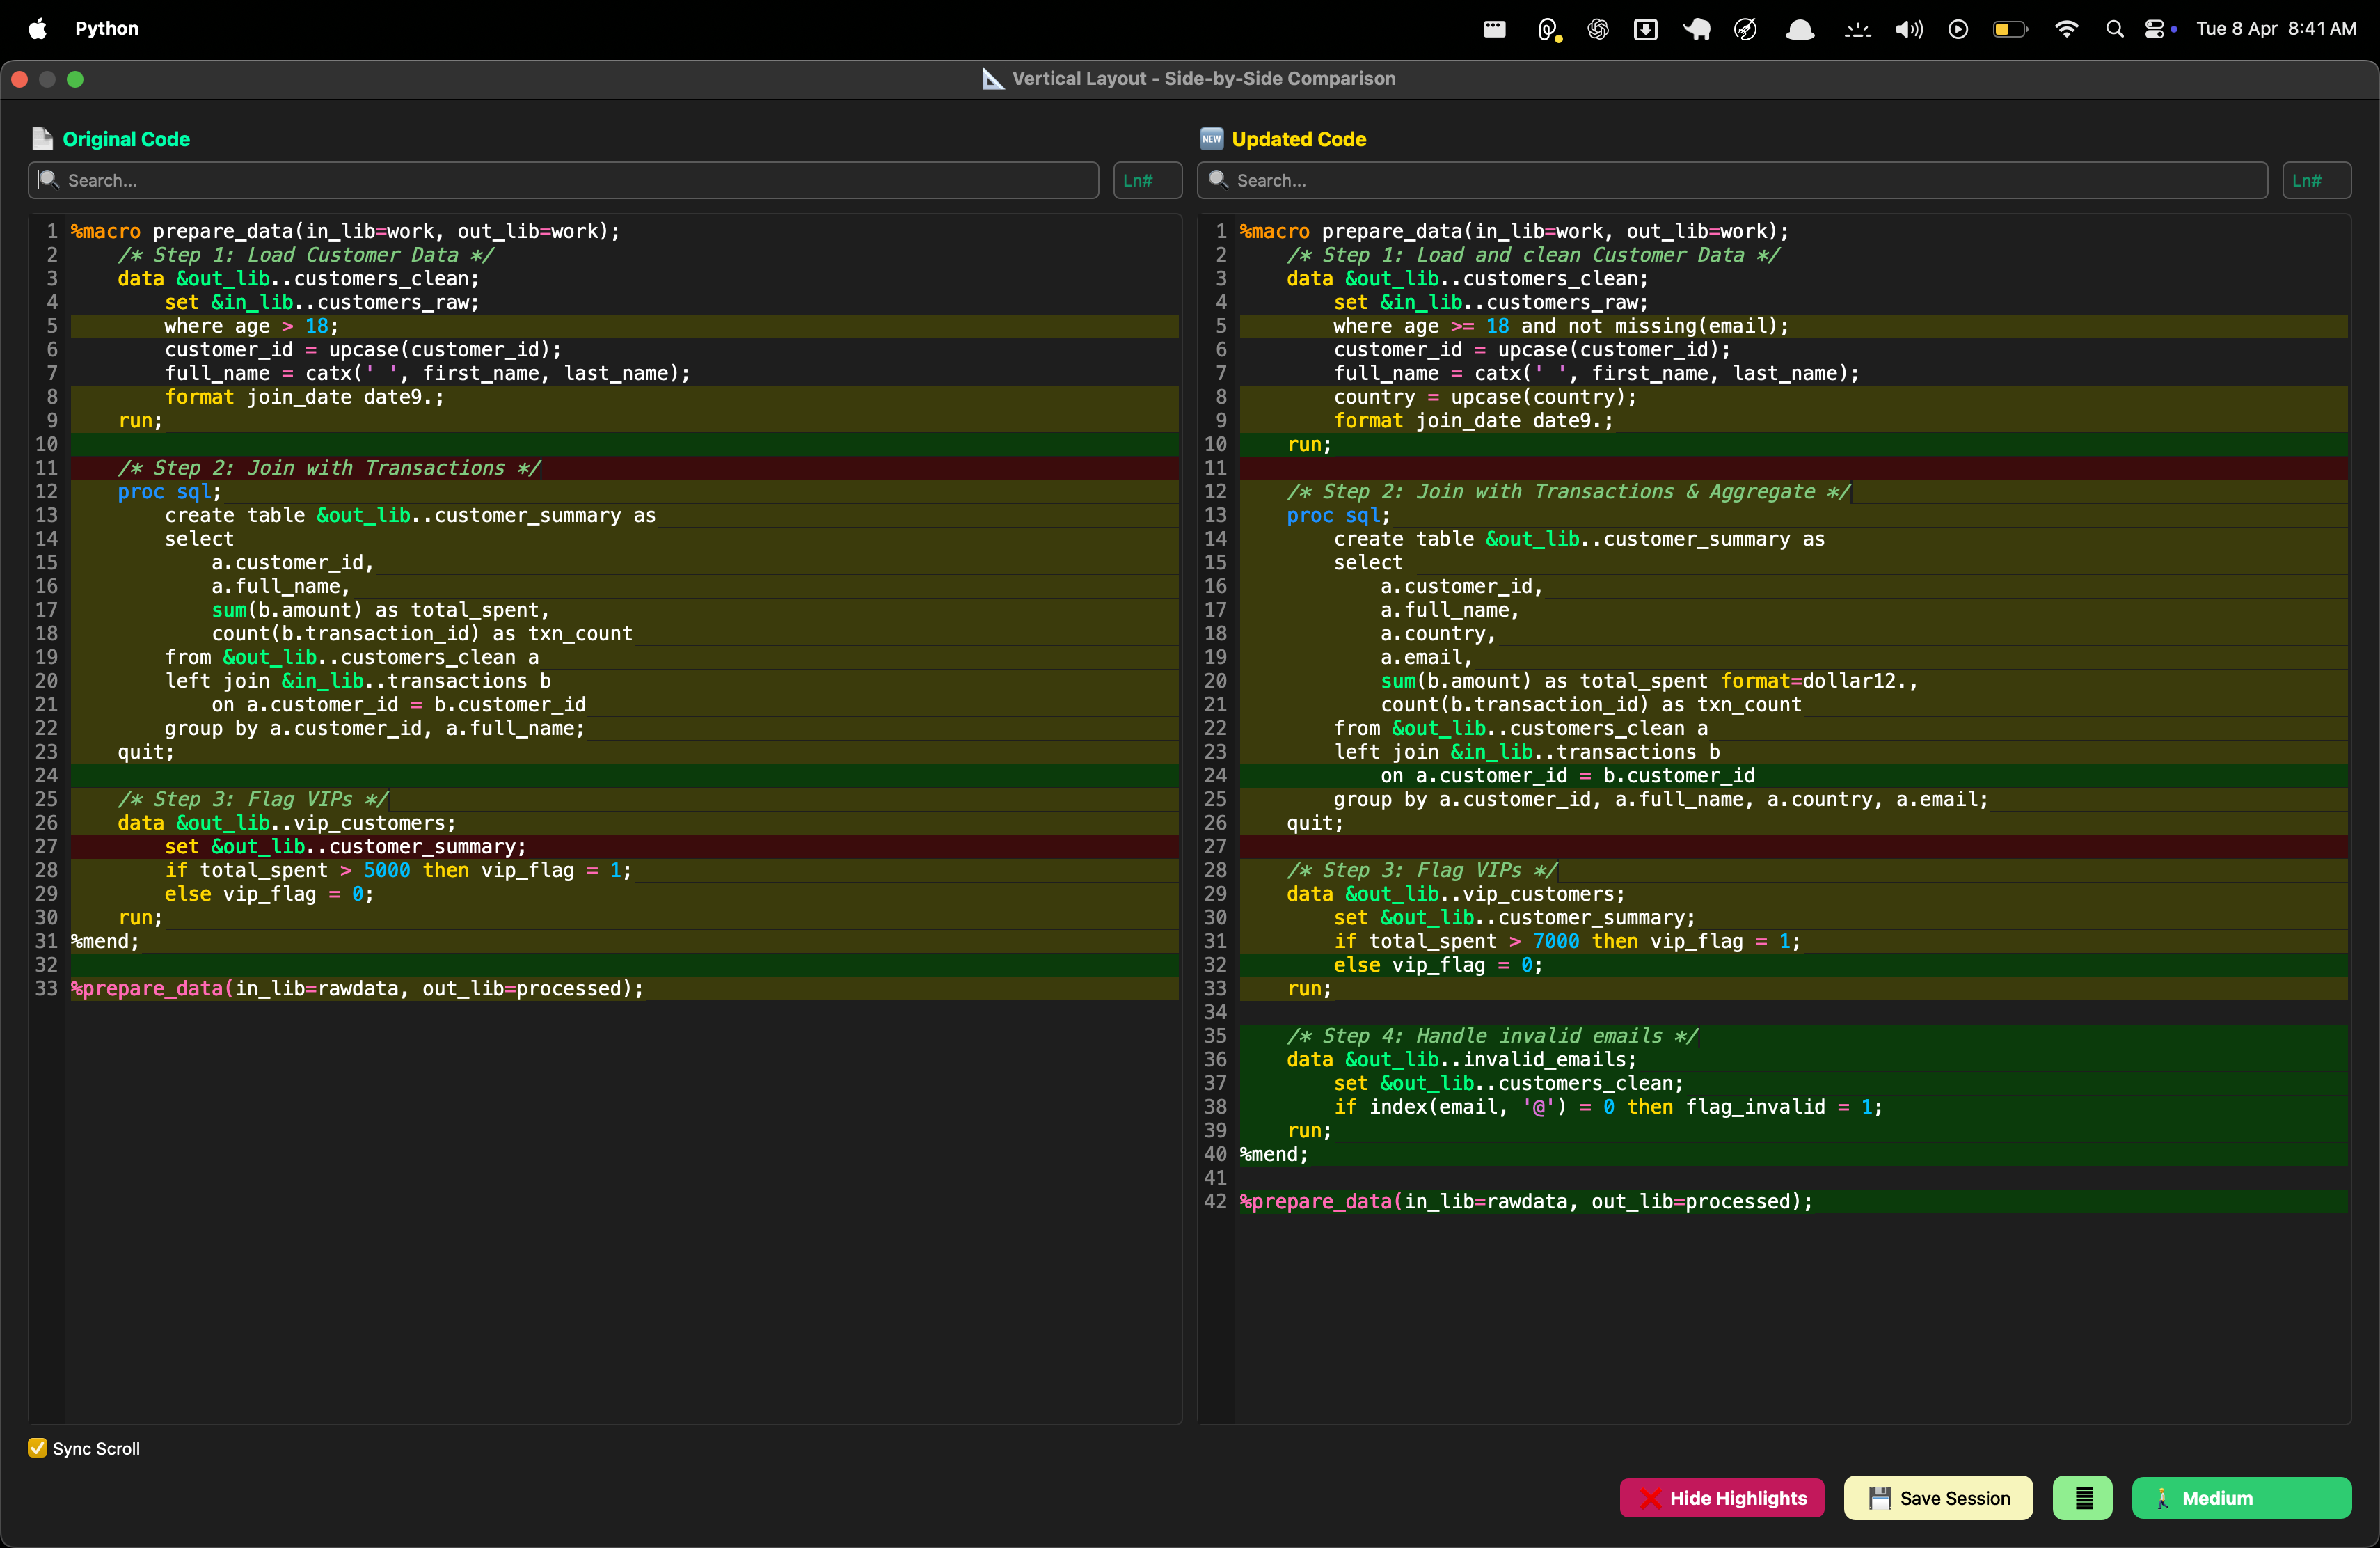 Python
Tue 8 Apr 8:41 AM
Vertical Layout - Side-by-Side Comparison
Original Code
Search...
Ln#
1 %macro prepare_data(in_lib=work, out_lib=work);
2     /* Step 1: Load Customer Data */
3     data &out_lib..customers_clean;
4         set &in_lib..customers_raw;
5         where age > 18;
6         customer_id = upcase(customer_id);
7         full_name = catx(' ', first_name, last_name);
8         format join_date date9.;
9     run;
10
11     /* Step 2: Join with Transactions */
12     proc sql;
13         create table &out_lib..customer_summary as
14         select
15             a.customer_id,
16             a.full_name,
17             sum(b.amount) as total_spent,
18             count(b.transaction_id) as txn_count
19         from &out_lib..customers_clean a
20         left join &in_lib..transactions b
21             on a.customer_id = b.customer_id
22         group by a.customer_id, a.full_name;
23     quit;
24
25     /* Step 3: Flag VIPs */
26     data &out_lib..vip_customers;
27         set &out_lib..customer_summary;
28         if total_spent > 5000 then vip_flag = 1;
29         else vip_flag = 0;
30     run;
31 %mend;
32
33 %prepare_data(in_lib=rawdata, out_lib=processed);
NEW Updated Code
Search...
Ln#
1 %macro prepare_data(in_lib=work, out_lib=work);
2     /* Step 1: Load and clean Customer Data */
3     data &out_lib..customers_clean;
4         set &in_lib..customers_raw;
5         where age >= 18 and not missing(email);
6         customer_id = upcase(customer_id);
7         full_name = catx(' ', first_name, last_name);
8         country = upcase(country);
9         format join_date date9.;
10     run;
11
12     /* Step 2: Join with Transactions & Aggregate */
13     proc sql;
14         create table &out_lib..customer_summary as
15         select
16             a.customer_id,
17             a.full_name,
18             a.country,
19             a.email,
20             sum(b.amount) as total_spent format=dollar12.,
21             count(b.transaction_id) as txn_count
22         from &out_lib..customers_clean a
23         left join &in_lib..transactions b
24             on a.customer_id = b.customer_id
25         group by a.customer_id, a.full_name, a.country, a.email;
26     quit;
27
28     /* Step 3: Flag VIPs */
29     data &out_lib..vip_customers;
30         set &out_lib..customer_summary;
31         if total_spent > 7000 then vip_flag = 1;
32         else vip_flag = 0;
33     run;
34
35     /* Step 4: Handle invalid emails */
36     data &out_lib..invalid_emails;
37         set &out_lib..customers_clean;
38         if index(email, '@') = 0 then flag_invalid = 1;
39     run;
40 %mend;
41
42 %prepare_data(in_lib=rawdata, out_lib=processed);
Sync Scroll
Hide Highlights
Save Session
Medium